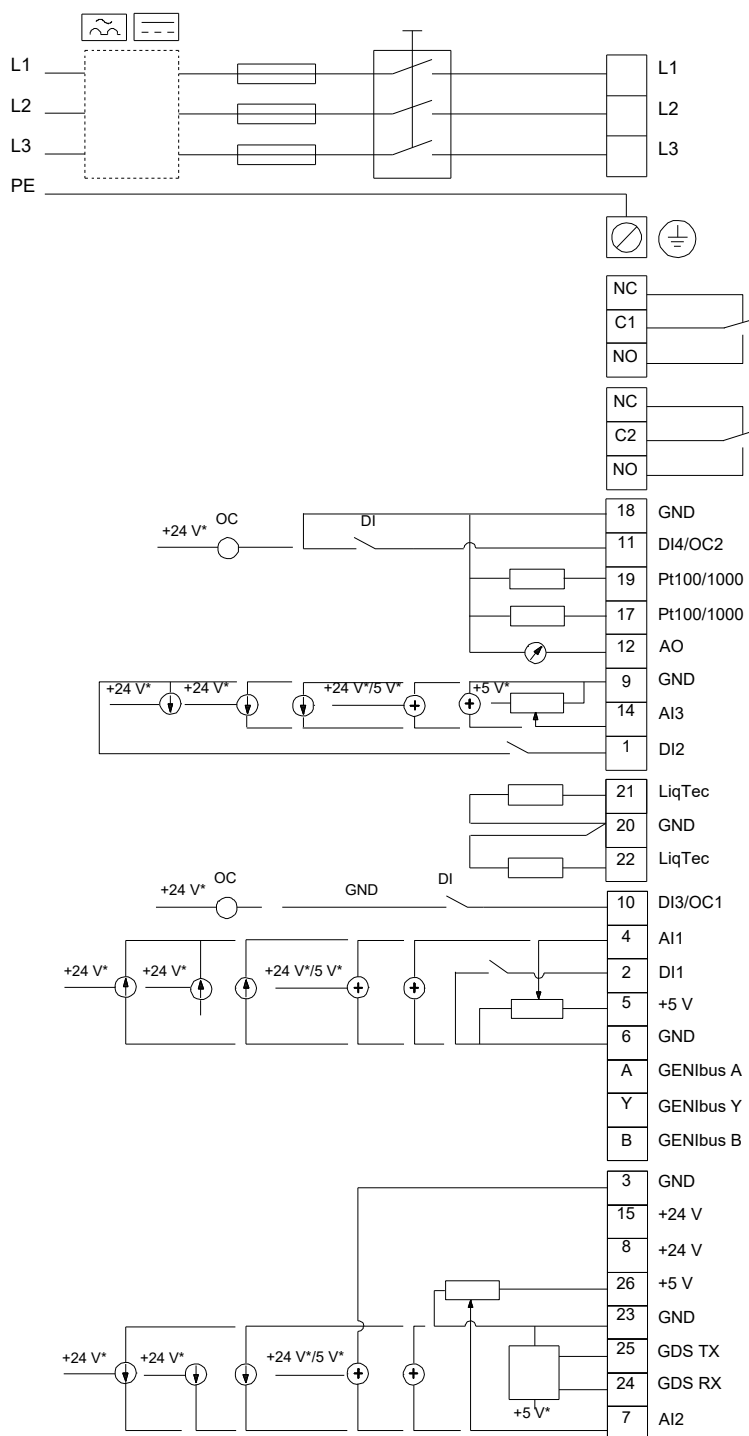 L1 L1
L2 L2
L3 L3
PE
NC
C1
NO
NC
C2
NO
18 GND
+24 V* OC DI 11 DI4/OC2
19 Pt100/1000
17 Pt100/1000
12 AO
9 GND
+24 V* +24 V* +24 V*/5 V* +5 V*
14 AI3
1 DI2
21 LiqTec
20 GND
22 LiqTec
+24 V* OC GND DI 10 DI3/OC1
4 AI1
+24 V* +24 V* +24 V*/5 V* 2 DI1
5 +5 V
6 GND
A GENIbus A
Y GENIbus Y
B GENIbus B
3 GND
15 +24 V
8 +24 V
26 +5 V
23 GND
+24 V* +24 V* +24 V*/5 V* 25 GDS TX
24 GDS RX
+5 V*
7 AI2